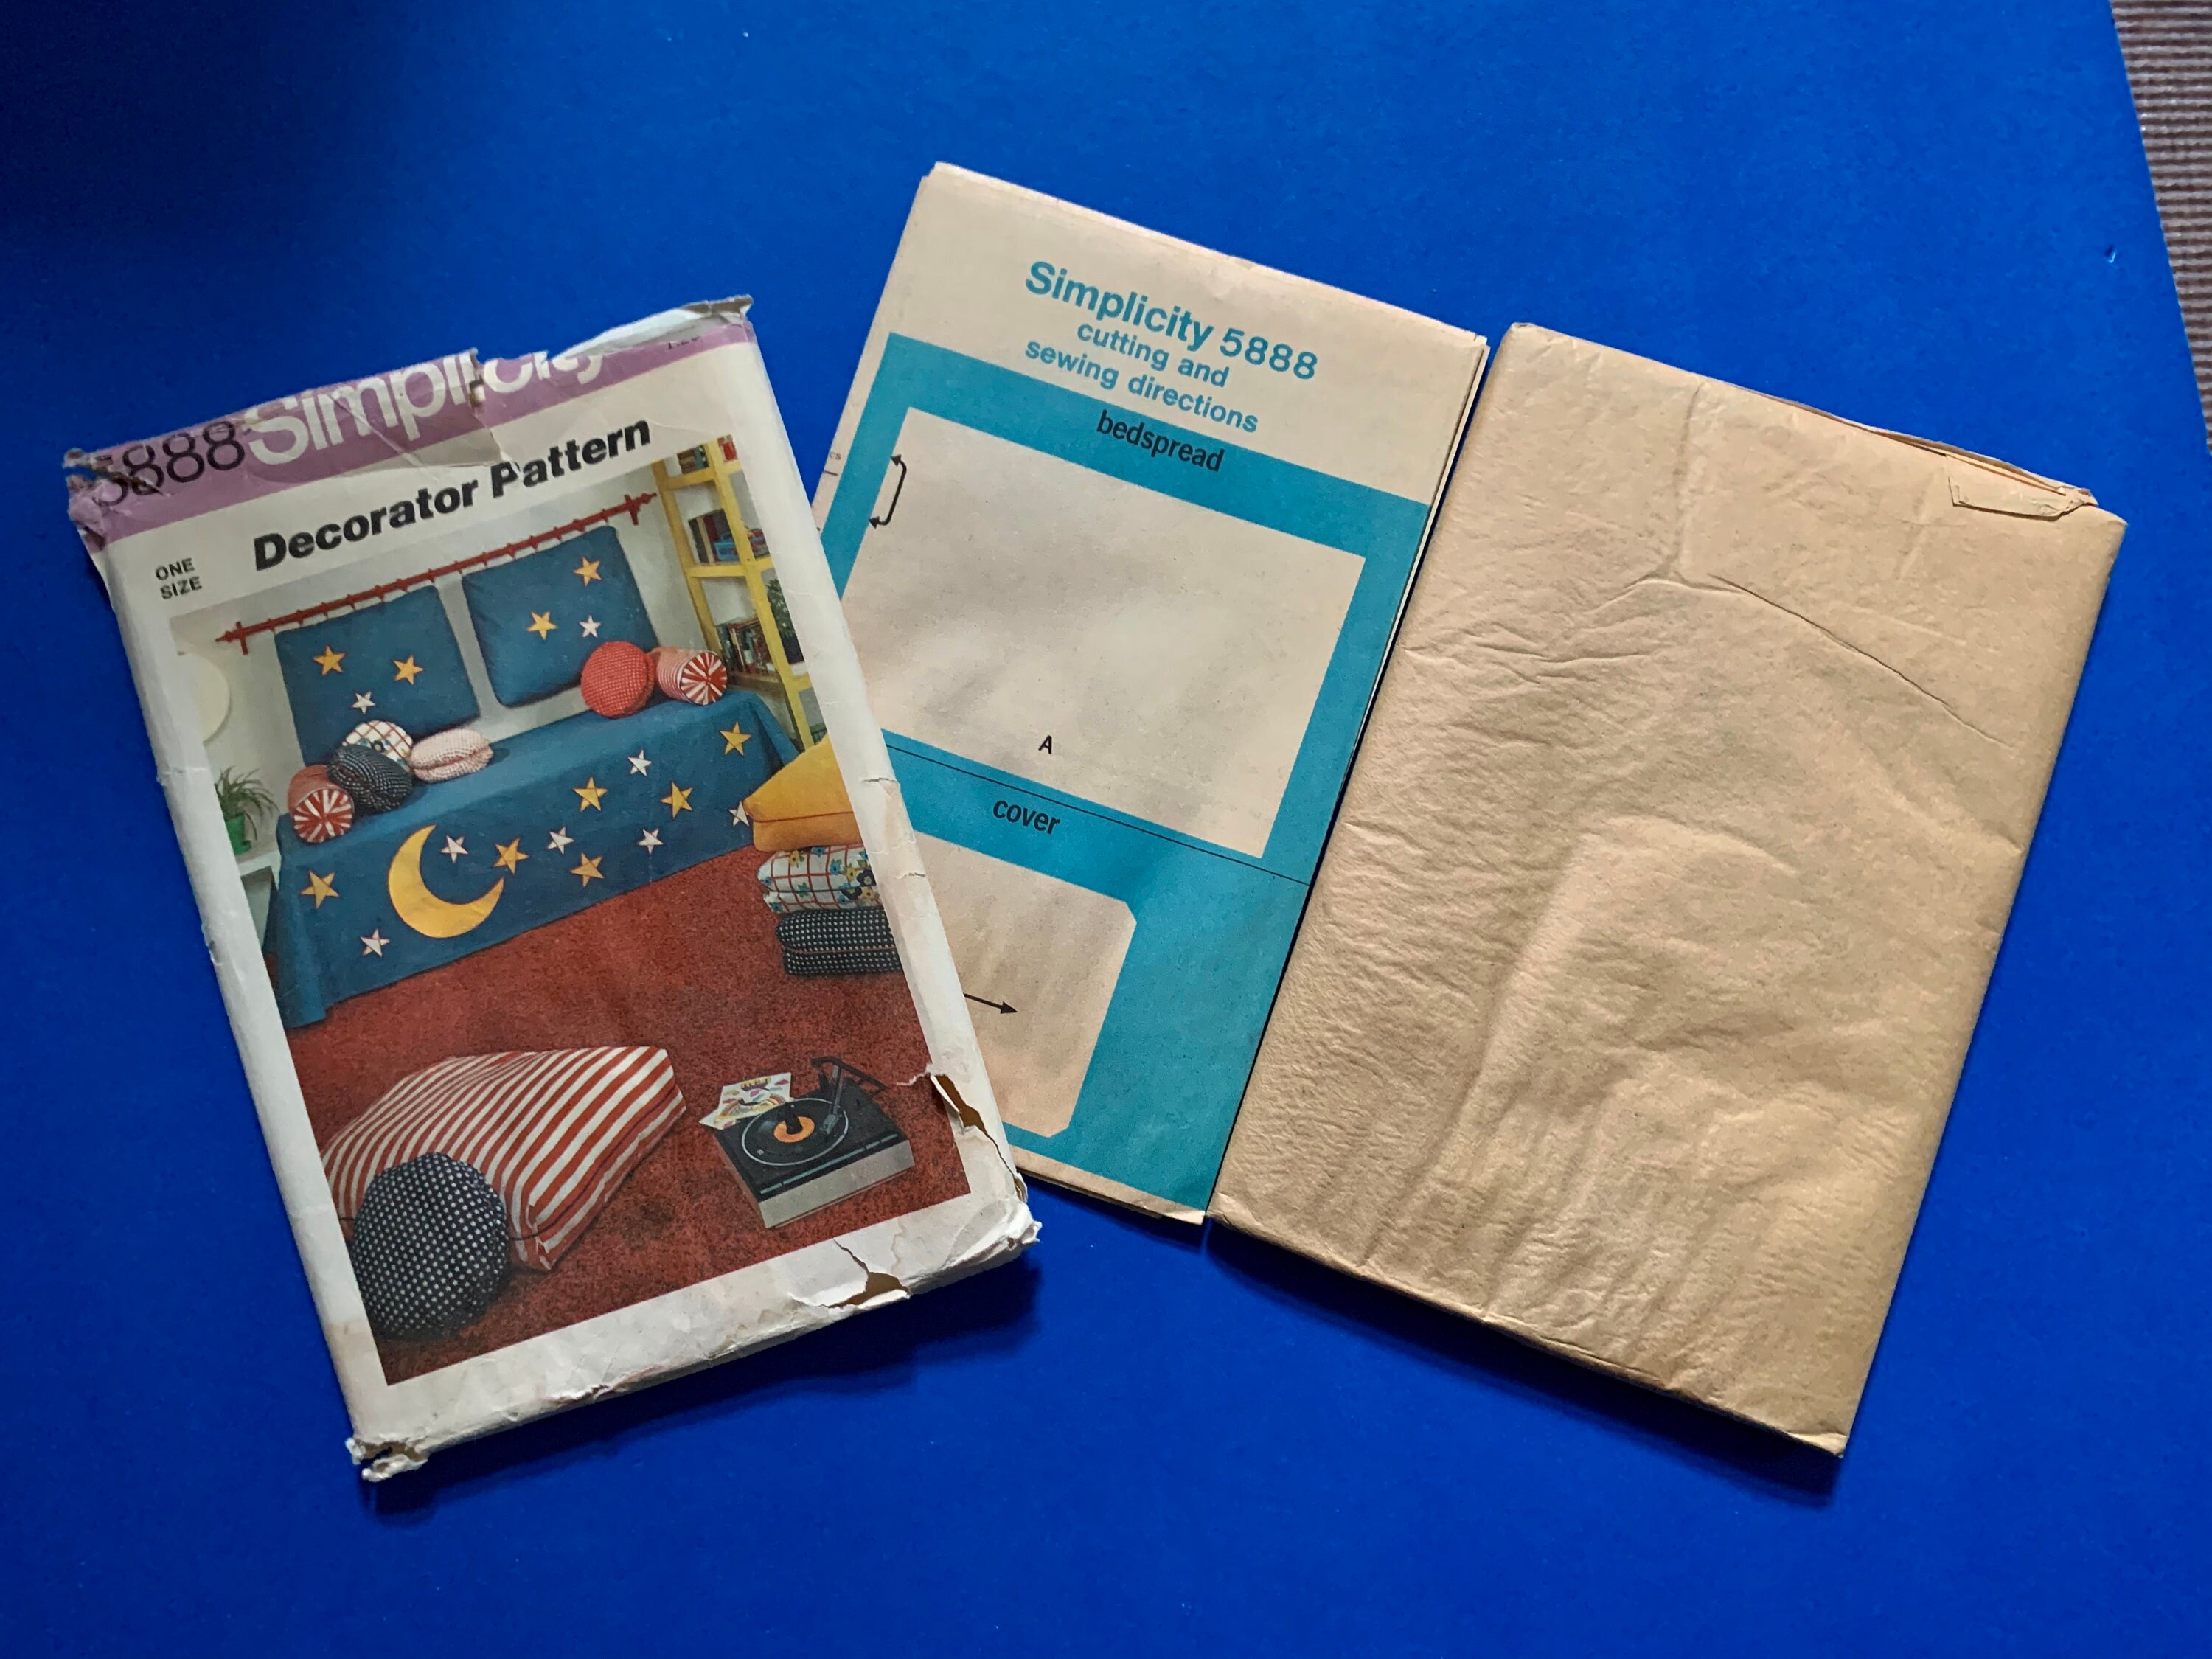 5888 Simplicity
Decorator Pattern
ONE
SIZE
Simplicity 5888
cutting and
sewing directions
bedspread
A
cover